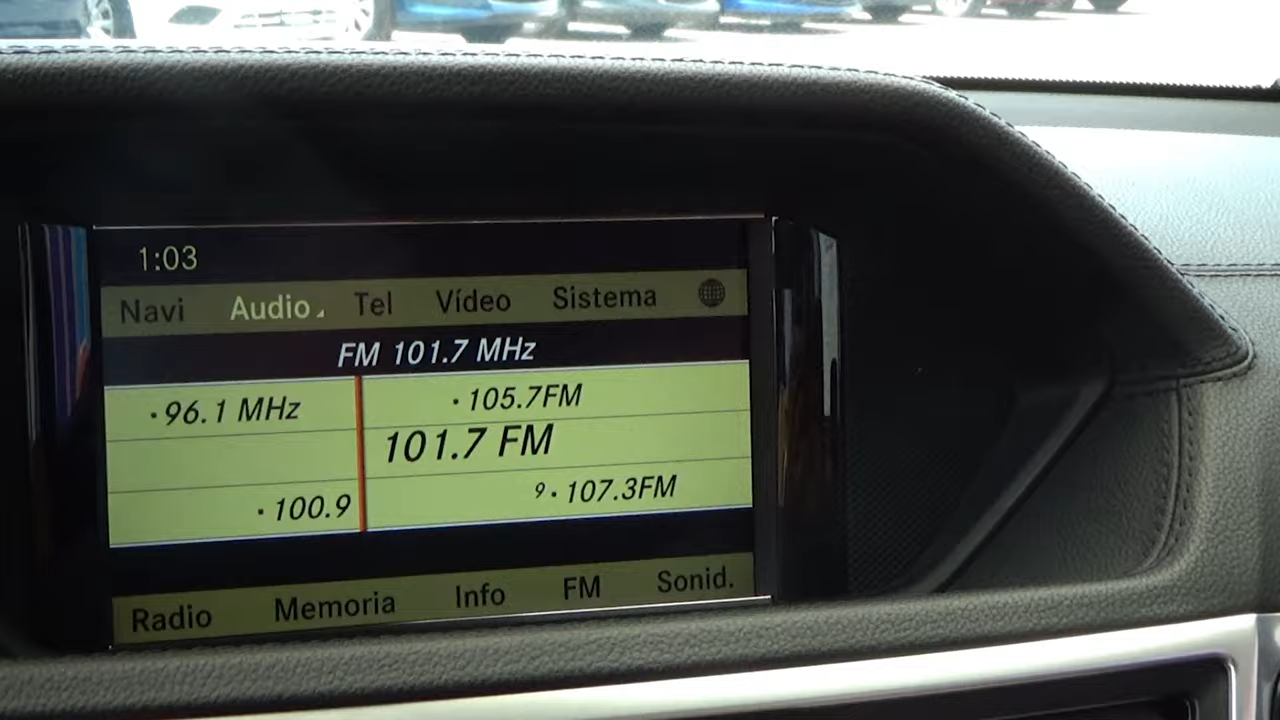 1:03
Navi Audio Tel Vídeo Sistema
FM 101.7 MHz
·96.1 MHz ·105.7FM
101.7 FM
·100.9 9·107.3FM
Radio Memoria Info FM Sonid.